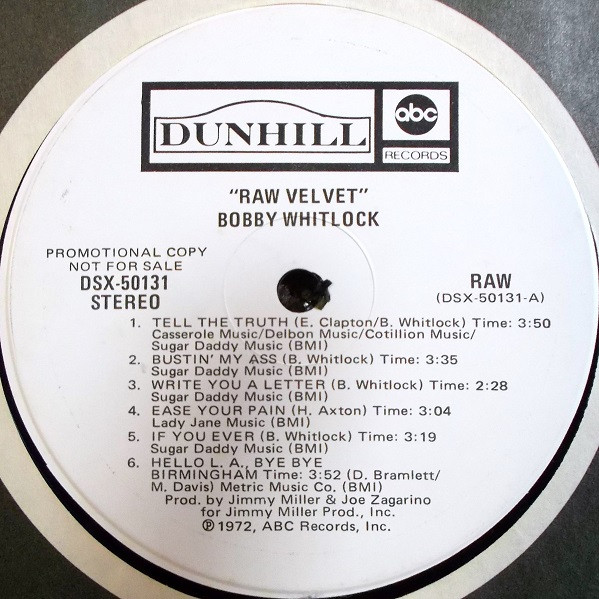 DUNHILL
abc
RECORDS
"RAW VELVET"
BOBBY WHITLOCK
PROMOTIONAL COPY
NOT FOR SALE
DSX-50131
STEREO
RAW
(DSX-50131-A)
1. TELL THE TRUTH (E. Clapton/B. Whitlock) Time: 3:50
Casserole Music/Delbon Music/Cotillion Music/
Sugar Daddy Music (BMI)
2. BUSTIN' MY ASS (B. Whitlock) Time: 3:35
Sugar Daddy Music (BMI)
3. WRITE YOU A LETTER (B. Whitlock) Time: 2:28
Sugar Daddy Music (BMI)
4. EASE YOUR PAIN (H. Axton) Time: 3:04
Lady Jane Music (BMI)
5. IF YOU EVER (B. Whitlock) Time: 3:19
Sugar Daddy Music (BMI)
6. HELLO L. A., BYE BYE
BIRMINGHAM Time: 3:52 (D. Bramlett/
M. Davis) Metric Music Co. (BMI)
Prod. by Jimmy Miller & Joe Zagarino
for Jimmy Miller Prod., Inc.
℗1972, ABC Records, Inc.